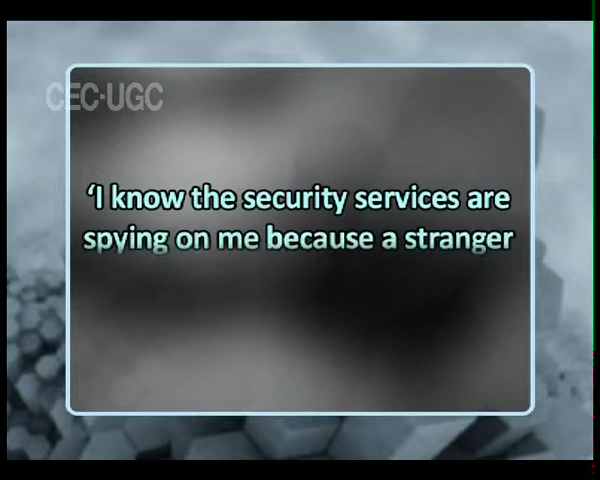 CEC-UGC
‘I know the security services are
spying on me because a stranger